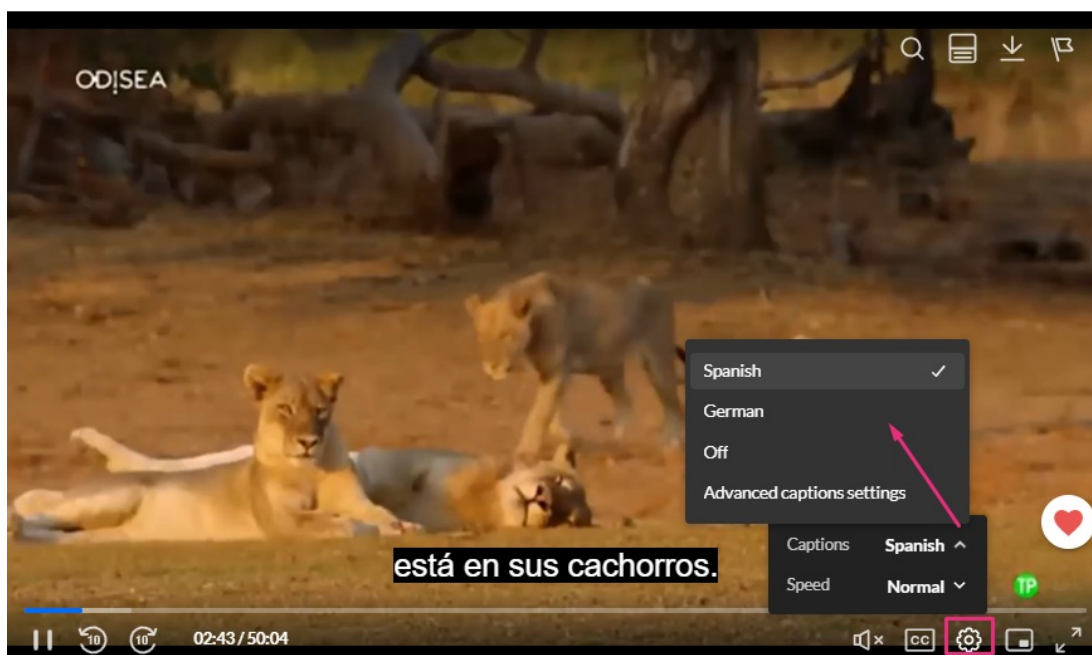 ODISEA
Spanish
German
Off
Advanced captions settings
Captions Spanish
está en sus cachorros.
Speed Normal
TP
10 10 02:43 / 50:04 CC